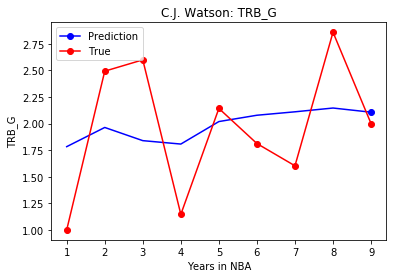 C.J. Watson: TRB_G
Prediction
True
TRB_G
2.75
2.50
2.25
2.00
1.75
1.50
1.25
1.00
1 2 3 4 5 6 7 8 9
Years in NBA